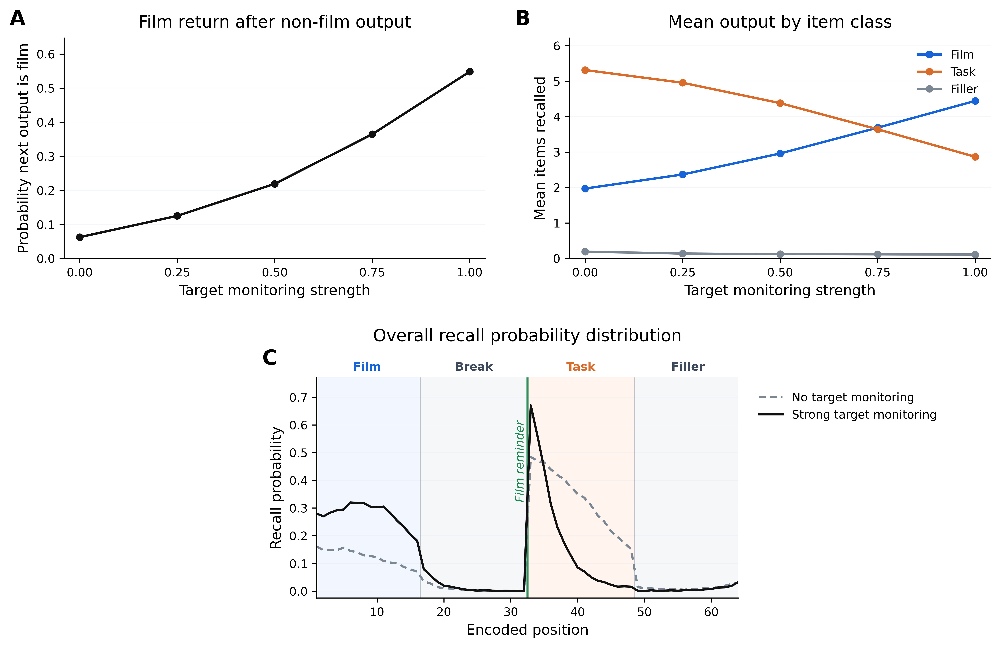 A
Film return after non-film output
Probability next output is film
0.6
0.5
0.4
0.3
0.2
0.1
0.0
0.00 0.25 0.50 0.75 1.00
Target monitoring strength
B
Mean output by item class
Mean items recalled
6
5
4
3
2
1
0
Film
Task
Filler
0.00 0.25 0.50 0.75 1.00
Target monitoring strength
Overall recall probability distribution
C
Film Break Task Filler
Recall probability
0.7
0.6
0.5
0.4
0.3
0.2
0.1
0.0
Film reminder
No target monitoring
Strong target monitoring
10 20 30 40 50 60
Encoded position